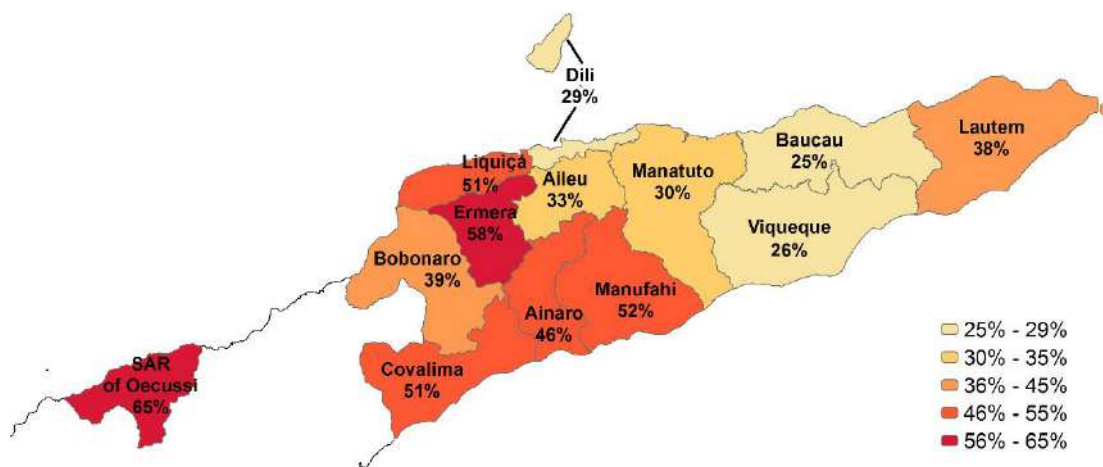 Dili
29%
Baucau
25%
Lautem
38%
Liquiçá
51%
Aileu
33%
Manatuto
30%
Ermera
58%
Viqueque
26%
Bobonaro
39%
Ainaro
46%
Manufahi
52%
Covalima
51%
SAR
of Oecussi
65%
25% - 29%
30% - 35%
36% - 45%
46% - 55%
56% - 65%